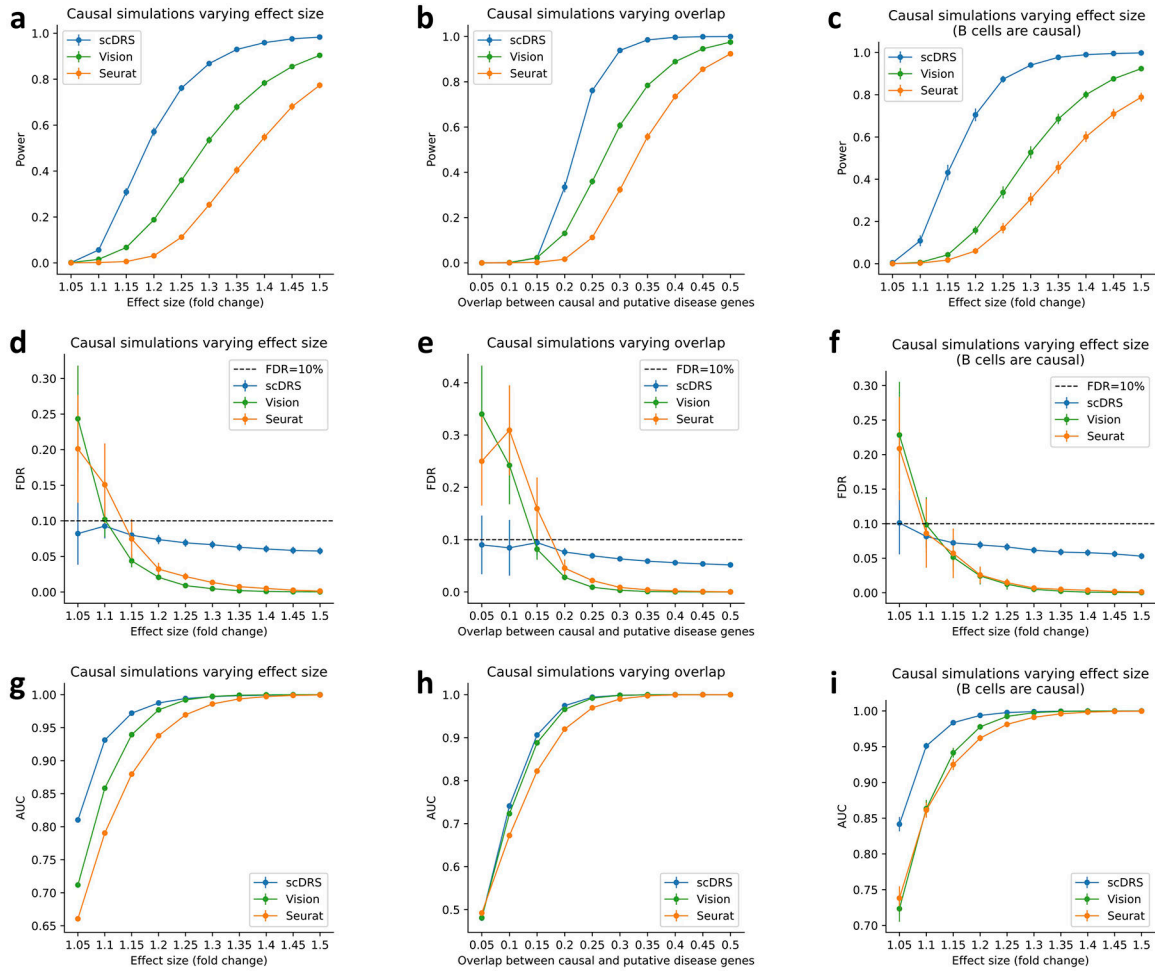 a
Causal simulations varying effect size
scDRS
Vision
Seurat
Power
1.0
0.8
0.6
0.4
0.2
0.0
1.05 1.1 1.15 1.2 1.25 1.3 1.35 1.4 1.45 1.5
Effect size (fold change)
b
Causal simulations varying overlap
scDRS
Vision
Seurat
Power
1.0
0.8
0.6
0.4
0.2
0.0
0.05 0.1 0.15 0.2 0.25 0.3 0.35 0.4 0.45 0.5
Overlap between causal and putative disease genes
c
Causal simulations varying effect size
(B cells are causal)
scDRS
Vision
Seurat
Power
1.0
0.8
0.6
0.4
0.2
0.0
1.05 1.1 1.15 1.2 1.25 1.3 1.35 1.4 1.45 1.5
Effect size (fold change)
d
Causal simulations varying effect size
FDR=10%
scDRS
Vision
Seurat
FDR
0.30
0.25
0.20
0.15
0.10
0.05
0.00
1.05 1.1 1.15 1.2 1.25 1.3 1.35 1.4 1.45 1.5
Effect size (fold change)
e
Causal simulations varying overlap
FDR=10%
scDRS
Vision
Seurat
FDR
0.4
0.3
0.2
0.1
0.0
0.05 0.1 0.15 0.2 0.25 0.3 0.35 0.4 0.45 0.5
Overlap between causal and putative disease genes
f
Causal simulations varying effect size
(B cells are causal)
FDR=10%
scDRS
Vision
Seurat
FDR
0.30
0.25
0.20
0.15
0.10
0.05
0.00
1.05 1.1 1.15 1.2 1.25 1.3 1.35 1.4 1.45 1.5
Effect size (fold change)
g
Causal simulations varying effect size
AUC
1.00
0.95
0.90
0.85
0.80
0.75
0.70
0.65
scDRS
Vision
Seurat
1.05 1.1 1.15 1.2 1.25 1.3 1.35 1.4 1.45 1.5
Effect size (fold change)
h
Causal simulations varying overlap
AUC
1.0
0.9
0.8
0.7
0.6
0.5
scDRS
Vision
Seurat
0.05 0.1 0.15 0.2 0.25 0.3 0.35 0.4 0.45 0.5
Overlap between causal and putative disease genes
i
Causal simulations varying effect size
(B cells are causal)
AUC
1.00
0.95
0.90
0.85
0.80
0.75
0.70
scDRS
Vision
Seurat
1.05 1.1 1.15 1.2 1.25 1.3 1.35 1.4 1.45 1.5
Effect size (fold change)